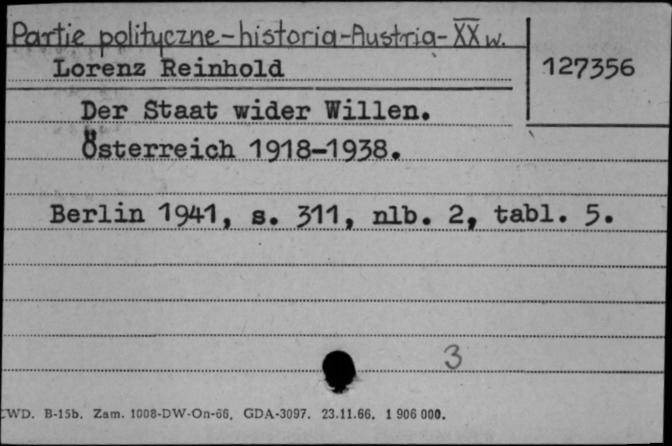 Partie polityczne-historia-Austria-XX w.
Lorenz Reinhold
127356
Der Staat wider Willen.
Österreich 1918-1938.
Berlin 1941, s. 311, nlb. 2, tabl. 5.
3
CWD. B-15b. Zam. 1008-DW-On-66. GDA-3097. 23.11.66. 1 906 000.